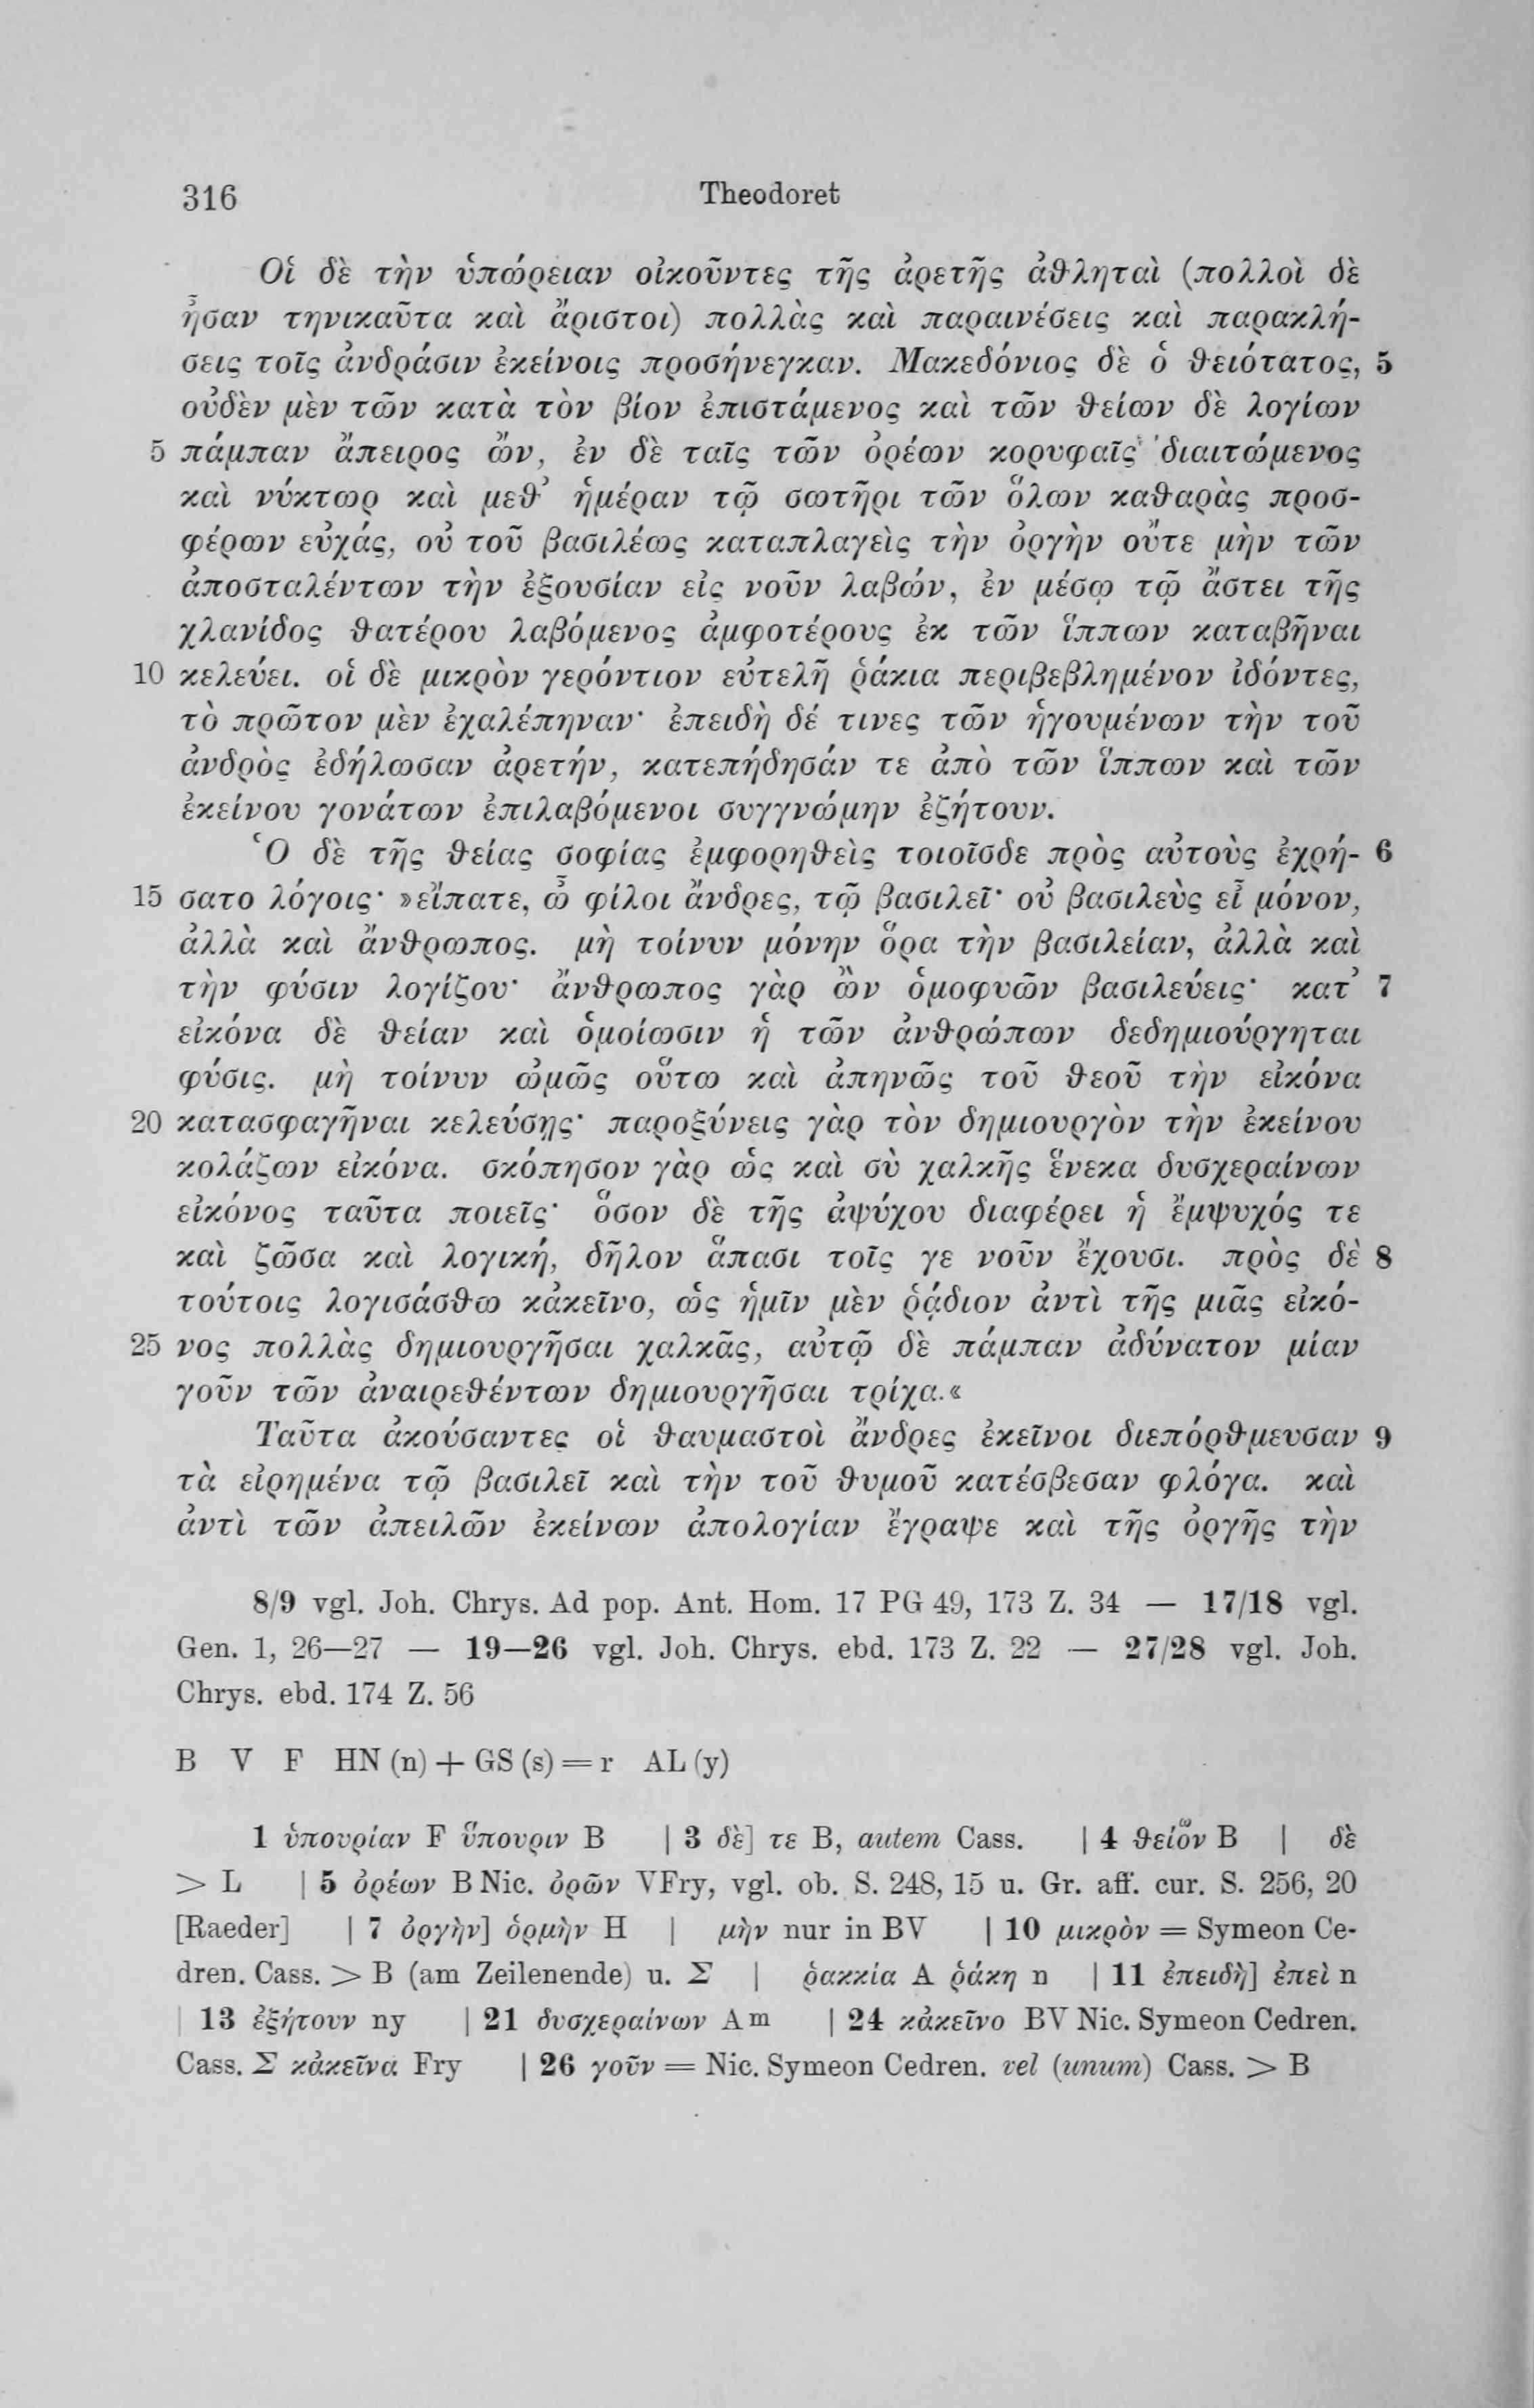 316 Theodoret
Οἱ δὲ τὴν ὑπώρειαν οἰκοῦντες τῆς ἀρετῆς ἀθληταὶ (πολλοὶ δὲ
ἦσαν τηνικαῦτα καὶ ἄριστοι) πολλὰς καὶ παραινέσεις καὶ παρακλή-
σεις τοῖς ἀνδράσιν ἐκείνοις προσήνεγκαν. Μακεδόνιος δὲ ὁ θειότατος, 5
οὐδὲν μὲν τῶν κατὰ τὸν βίον ἐπιστάμενος καὶ τῶν θείων δὲ λογίων
5 πάμπαν ἄπειρος ὤν, ἐν δὲ ταῖς τῶν ὀρέων κορυφαῖς διαιτώμενος
καὶ νύκτωρ καὶ μεθ’ ἡμέραν τῷ σωτῆρι τῶν ὅλων καθαρὰς προσ-
φέρων εὐχάς, οὐ τοῦ βασιλέως καταπλαγεὶς τὴν ὀργὴν οὔτε μὴν τῶν
ἀποσταλέντων τὴν ἐξουσίαν εἰς νοῦν λαβών, ἐν μέσῳ τῷ ἄστει τῆς
χλανίδος θατέρου λαβόμενος ἀμφοτέρους ἐκ τῶν ἵππων καταβῆναι
10 κελεύει. οἱ δὲ μικρὸν γερόντιον εὐτελῆ ῥάκια περιβεβλημένον ἰδόντες,
τὸ πρῶτον μὲν ἐχαλέπηναν· ἐπειδὴ δέ τινες τῶν ἡγουμένων τὴν τοῦ
ἀνδρὸς ἐδήλωσαν ἀρετήν, κατεπήδησάν τε ἀπὸ τῶν ἵππων καὶ τῶν
ἐκείνου γονάτων ἐπιλαβόμενοι συγγνώμην ἐζήτουν.
Ὁ δὲ τῆς θείας σοφίας ἐμφορηθεὶς τοιοῖσδε πρὸς αὐτοὺς ἐχρή- 6
15 σατο λόγοις· »εἴπατε, ὦ φίλοι ἄνδρες, τῷ βασιλεῖ· οὐ βασιλεὺς εἶ μόνον,
ἀλλὰ καὶ ἄνθρωπος. μὴ τοίνυν μόνην ὅρα τὴν βασιλείαν, ἀλλὰ καὶ
τὴν φύσιν λογίζου· ἄνθρωπος γὰρ ὢν ὁμοφυῶν βασιλεύεις· κατ’ 7
εἰκόνα δὲ θείαν καὶ ὁμοίωσιν ἡ τῶν ἀνθρώπων δεδημιούργηται
φύσις. μὴ τοίνυν ὠμῶς οὕτω καὶ ἀπηνῶς τοῦ θεοῦ τὴν εἰκόνα
20 κατασφαγῆναι κελεύσῃς· παροξύνεις γὰρ τὸν δημιουργὸν τὴν ἐκείνου
κολάζων εἰκόνα. σκόπησον γὰρ ὡς καὶ σὺ χαλκῆς ἕνεκα δυσχεραίνων
εἰκόνος ταῦτα ποιεῖς· ὅσον δὲ τῆς ἀψύχου διαφέρει ἡ ἔμψυχός τε
καὶ ζῶσα καὶ λογική, δῆλον ἅπασι τοῖς γε νοῦν ἔχουσι. πρὸς δὲ 8
τούτοις λογισάσθω κἀκεῖνο, ὡς ἡμῖν μὲν ῥᾴδιον ἀντὶ τῆς μιᾶς εἰκό-
25 νος πολλὰς δημιουργῆσαι χαλκᾶς, αὐτῷ δὲ πάμπαν ἀδύνατον μίαν
γοῦν τῶν ἀναιρεθέντων δημιουργῆσαι τρίχα.«
Ταῦτα ἀκούσαντες οἱ θαυμαστοὶ ἄνδρες ἐκεῖνοι διεπόρθμευσαν 9
τὰ εἰρημένα τῷ βασιλεῖ καὶ τὴν τοῦ θυμοῦ κατέσβεσαν φλόγα. καὶ
ἀντὶ τῶν ἀπειλῶν ἐκείνων ἀπολογίαν ἔγραψε καὶ τῆς ὀργῆς τὴν
8/9 vgl. Joh. Chrys. Ad pop. Ant. Hom. 17 PG 49, 173 Z. 34 — 17/18 vgl.
Gen. 1, 26—27 — 19—26 vgl. Joh. Chrys. ebd. 173 Z. 22 — 27/28 vgl. Joh.
Chrys. ebd. 174 Z. 56
B V F HN (n) + GS (s) = r AL (y)
1 ὑπουρίαν F ὕπουριν B | 3 δὲ] τε B, autem Cass. | 4 B | δὲ
> L | 5 ὀρέων B Nic. ὀρῶν VFry, vgl. ob. S. 248, 15 u. Gr. aff. cur. S. 256, 20
[Raeder] | 7 ὀργὴν] ὁρμὴν H | μὴν nur in BV | 10 μικρὸν = Symeon Ce-
dren. Cass. > B (am Zeilenende) u. Σ | ῥακκία A ῥάκη n | 11 ἐπειδὴ] ἐπεὶ n
| 13 ἐξήτουν ny | 21 δυσχεραίνων Am | 24 κἀκεῖνο BV Nic. Symeon Cedren.
Cass. Σ κἀκεῖνα Fry | 26 γοῦν = Nic. Symeon Cedren. vel (unum) Cass. > B